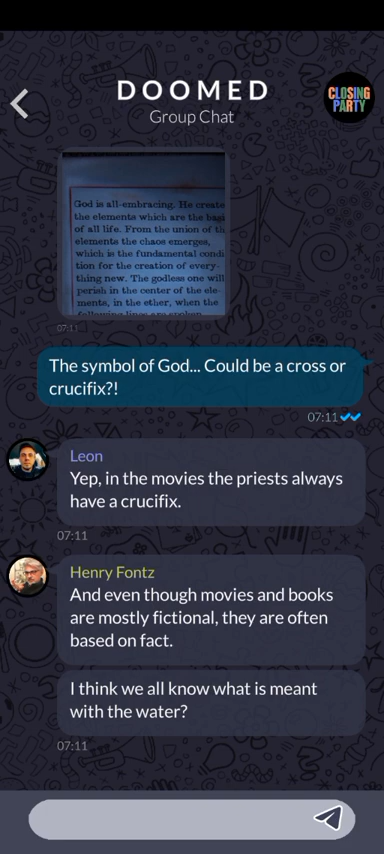 DOOMED
Group Chat
CLOSING
PARTY
God is all-embracing. He create
the elements which are the basi
of all life. From the union of th
elements the chaos emerges,
which is the fundamental condi
tion for the creation of every-
thing new. The godless one will
perish in the center of the ele-
ments, in the ether, when the
following lines are spoken
07:11
The symbol of God... Could be a cross or
crucifix?!
07:11
Leon
Yep, in the movies the priests always
have a crucifix.
07:11
Henry Fontz
And even though movies and books
are mostly fictional, they are often
based on fact.
I think we all know what is meant
with the water?
07:11